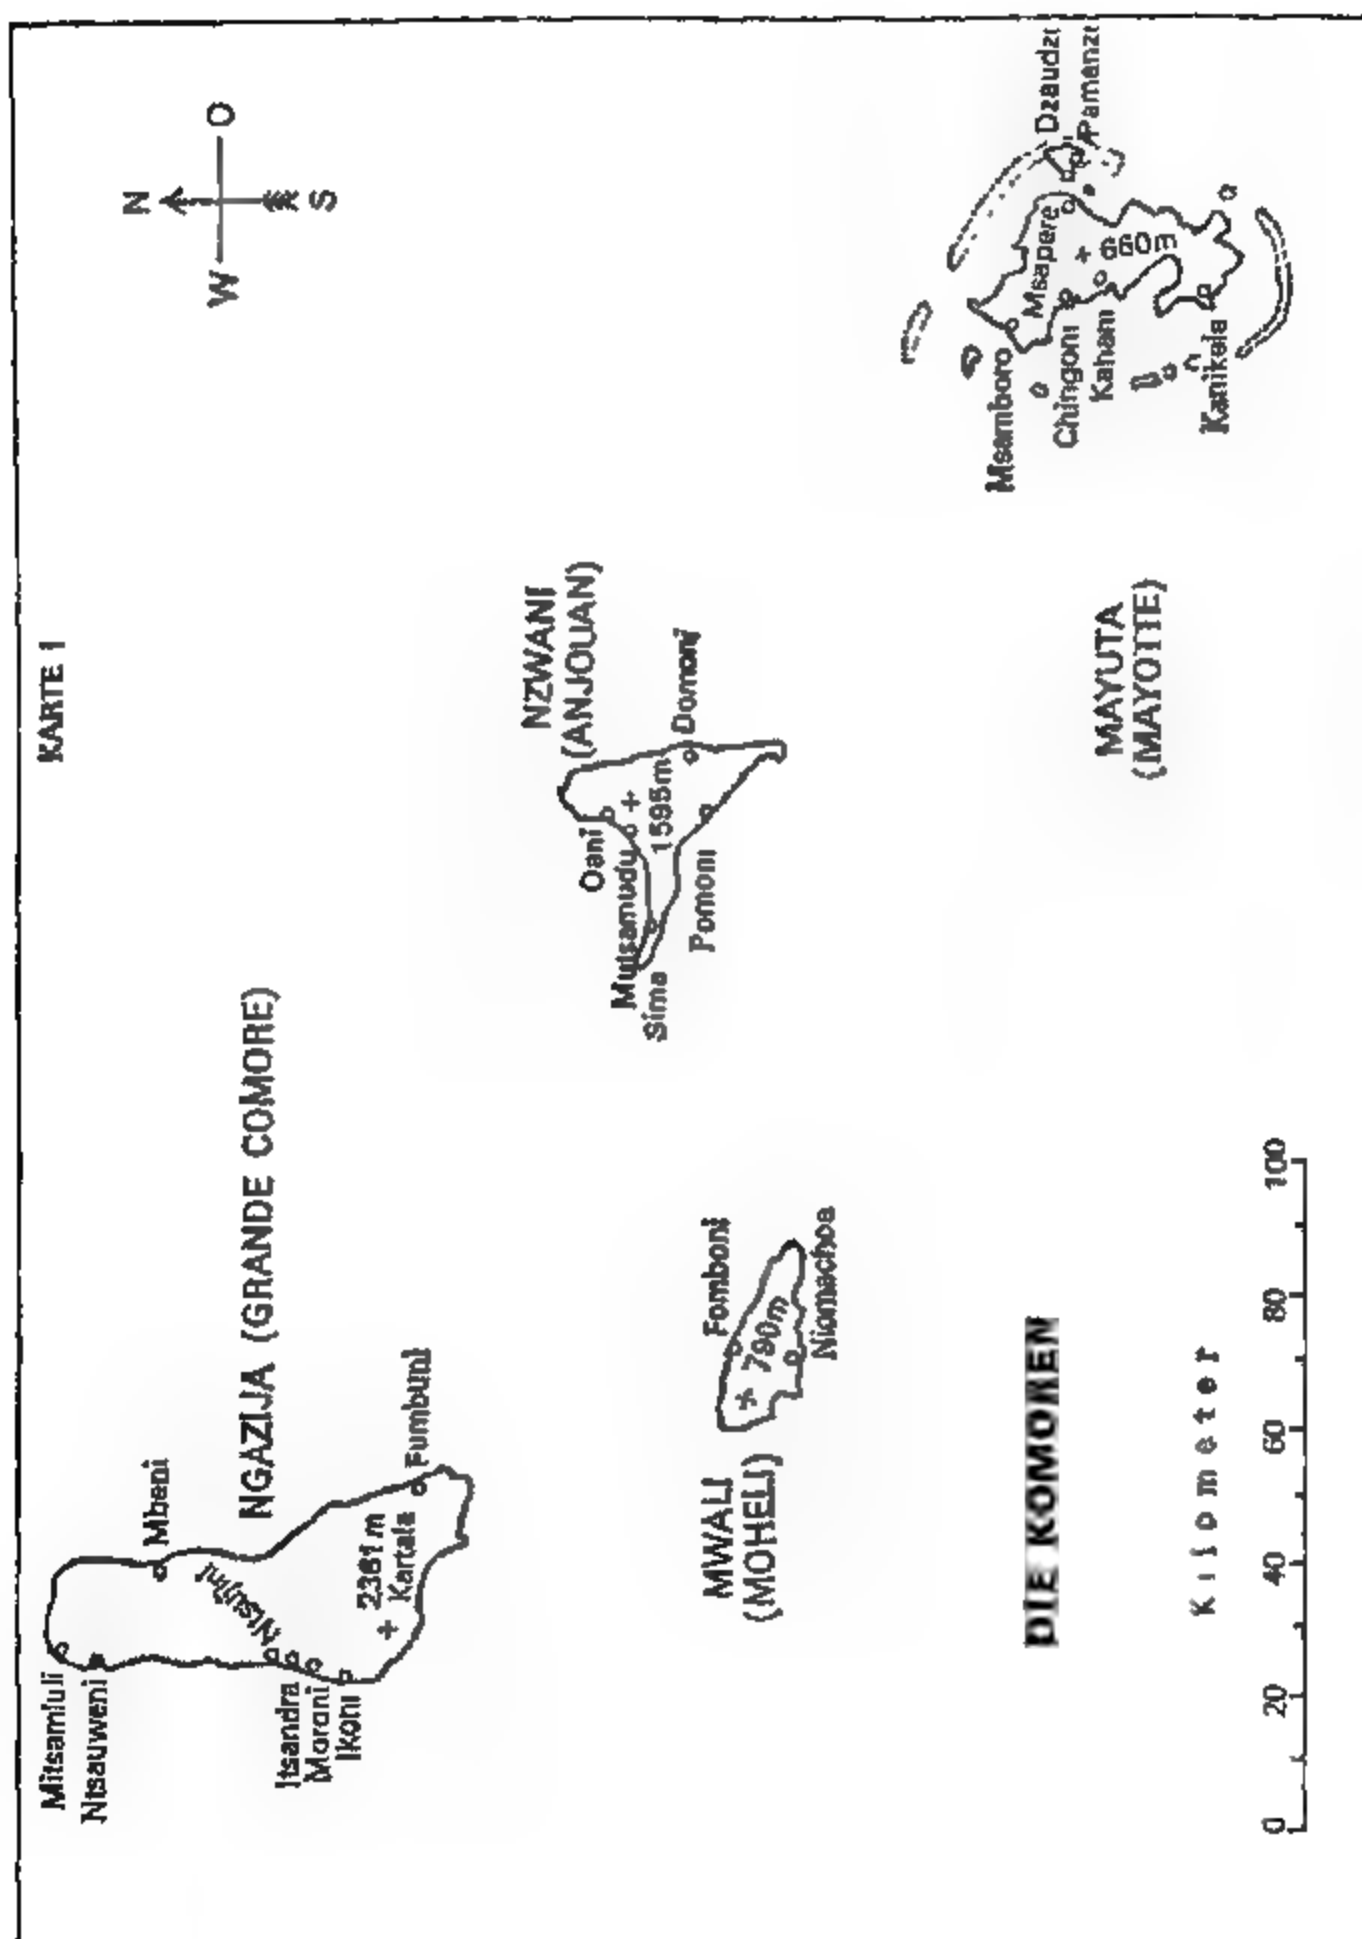 KARTE 1
N
W O
S
Mitsamiuli
Ntsauweni
Mbeni
Ntsujini
NGAZIJA (GRANDE COMORE)
Itsandra
Moroni
Ikoni
2361m
Kartala
Fumbuni
NZWANI
(ANJOUAN)
Oani
Mutsamudu
Sima
1595m
Domoni
Pomoni
MWALI
(MOHELI)
Fomboni
790m
Niomachoa
Dzaudzi
Pamanzi
Msapere
Msamboro
Chingoni
660m
Kahani
Kanikela
MAYUTA
(MAYOTTE)
DIE KOMOREN
Kilometer
0 20 40 60 80 100